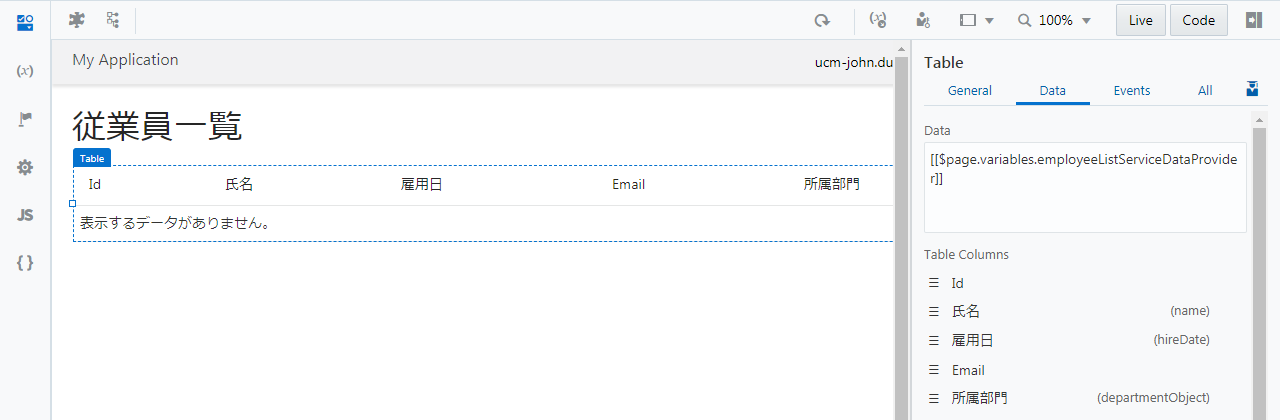 100%
Live
Code
My Application
ucm-john.du
従業員一覧
Table
Id 氏名 雇用日 Email 所属部門
表示するデータがありません。
(x)
JS
{ }
Table
General Data Events All
Data
[[$page.variables.employeeListServiceDataProvide
r]]
Table Columns
Id
氏名 (name)
雇用日 (hireDate)
Email
所属部門 (departmentObject)